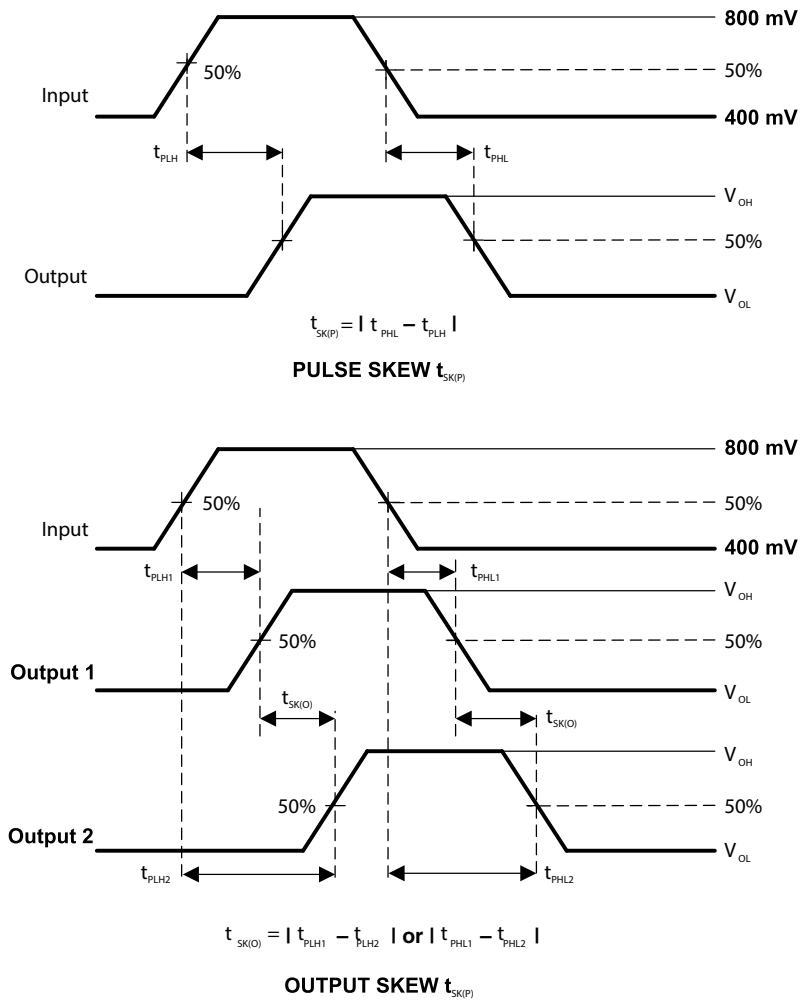 800 mV
50%
50%
Input
400 mV
tPLH
tPHL
VOH
50%
Output
VOL
tSK(P) = | tPHL – tPLH |
PULSE SKEW tSK(P)
800 mV
50%
50%
Input
400 mV
tPLH1
tPHL1
VOH
50%
50%
Output 1
VOL
tSK(O)
tSK(O)
VOH
50%
50%
Output 2
VOL
tPLH2
tPHL2
tSK(O) = | tPLH1 – tPLH2 | or | tPHL1 – tPHL2 |
OUTPUT SKEW tSK(P)